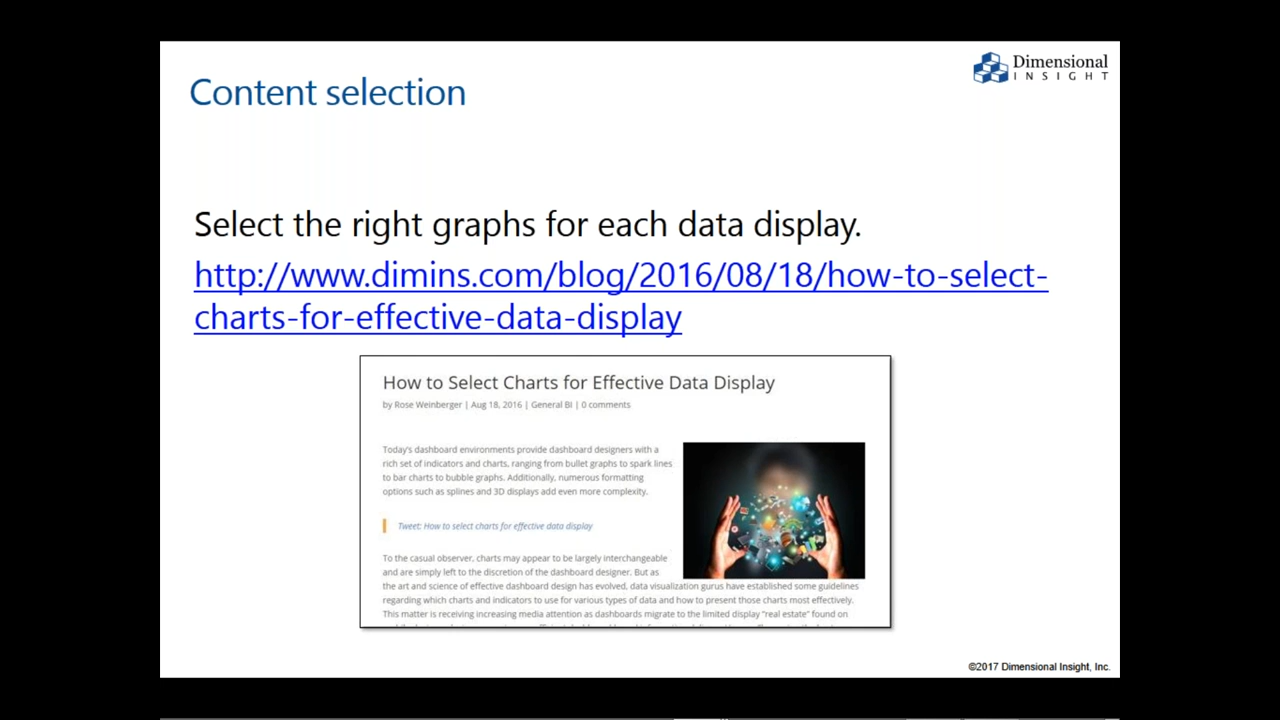 Dimensional
INSIGHT
Content selection
Select the right graphs for each data display.
http://www.dimins.com/blog/2016/08/18/how-to-select-
charts-for-effective-data-display
How to Select Charts for Effective Data Display
by Rose Weinberger | Aug 18, 2016 | General BI | 0 comments
Today's dashboard environments provide dashboard designers with a
rich set of indicators and charts, ranging from bullet graphs to spark lines
to bar charts to bubble graphs. Additionally, numerous formatting
options such as splines and 3D displays add even more complexity.
Tweet: How to select charts for effective data display
To the casual observer, charts may appear to be largely interchangeable
and are simply left to the discretion of the dashboard designer. But as
the art and science of effective dashboard design has evolved, data visualization gurus have established some guidelines
regarding which charts and indicators to use for various types of data and how to present those charts most effectively.
This matter is receiving increasing media attention as dashboards migrate to the limited display "real estate" found on
©2017 Dimensional Insight, Inc.